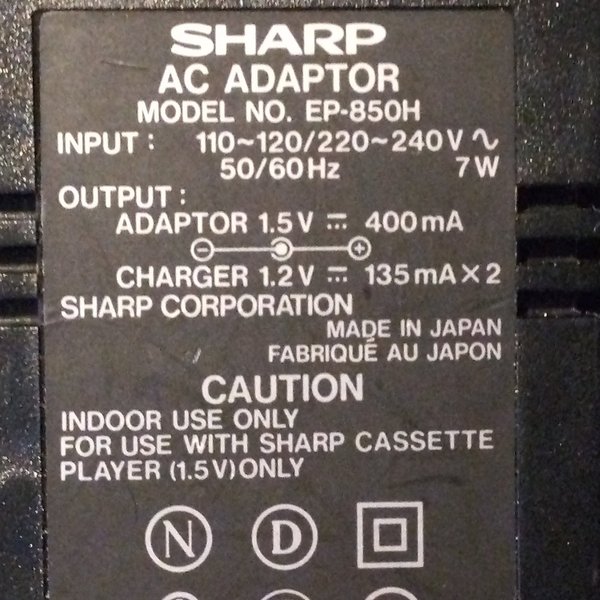 SHARP
AC ADAPTOR
MODEL NO. EP-850H
INPUT : 110~120/220~240V ∿
50/60Hz 7W
OUTPUT :
ADAPTOR 1.5V ⎓ 400mA
CHARGER 1.2V ⎓ 135mA×2
SHARP CORPORATION
MADE IN JAPAN
FABRIQUÉ AU JAPON
CAUTION
INDOOR USE ONLY
FOR USE WITH SHARP CASSETTE
PLAYER (1.5V)ONLY
N D